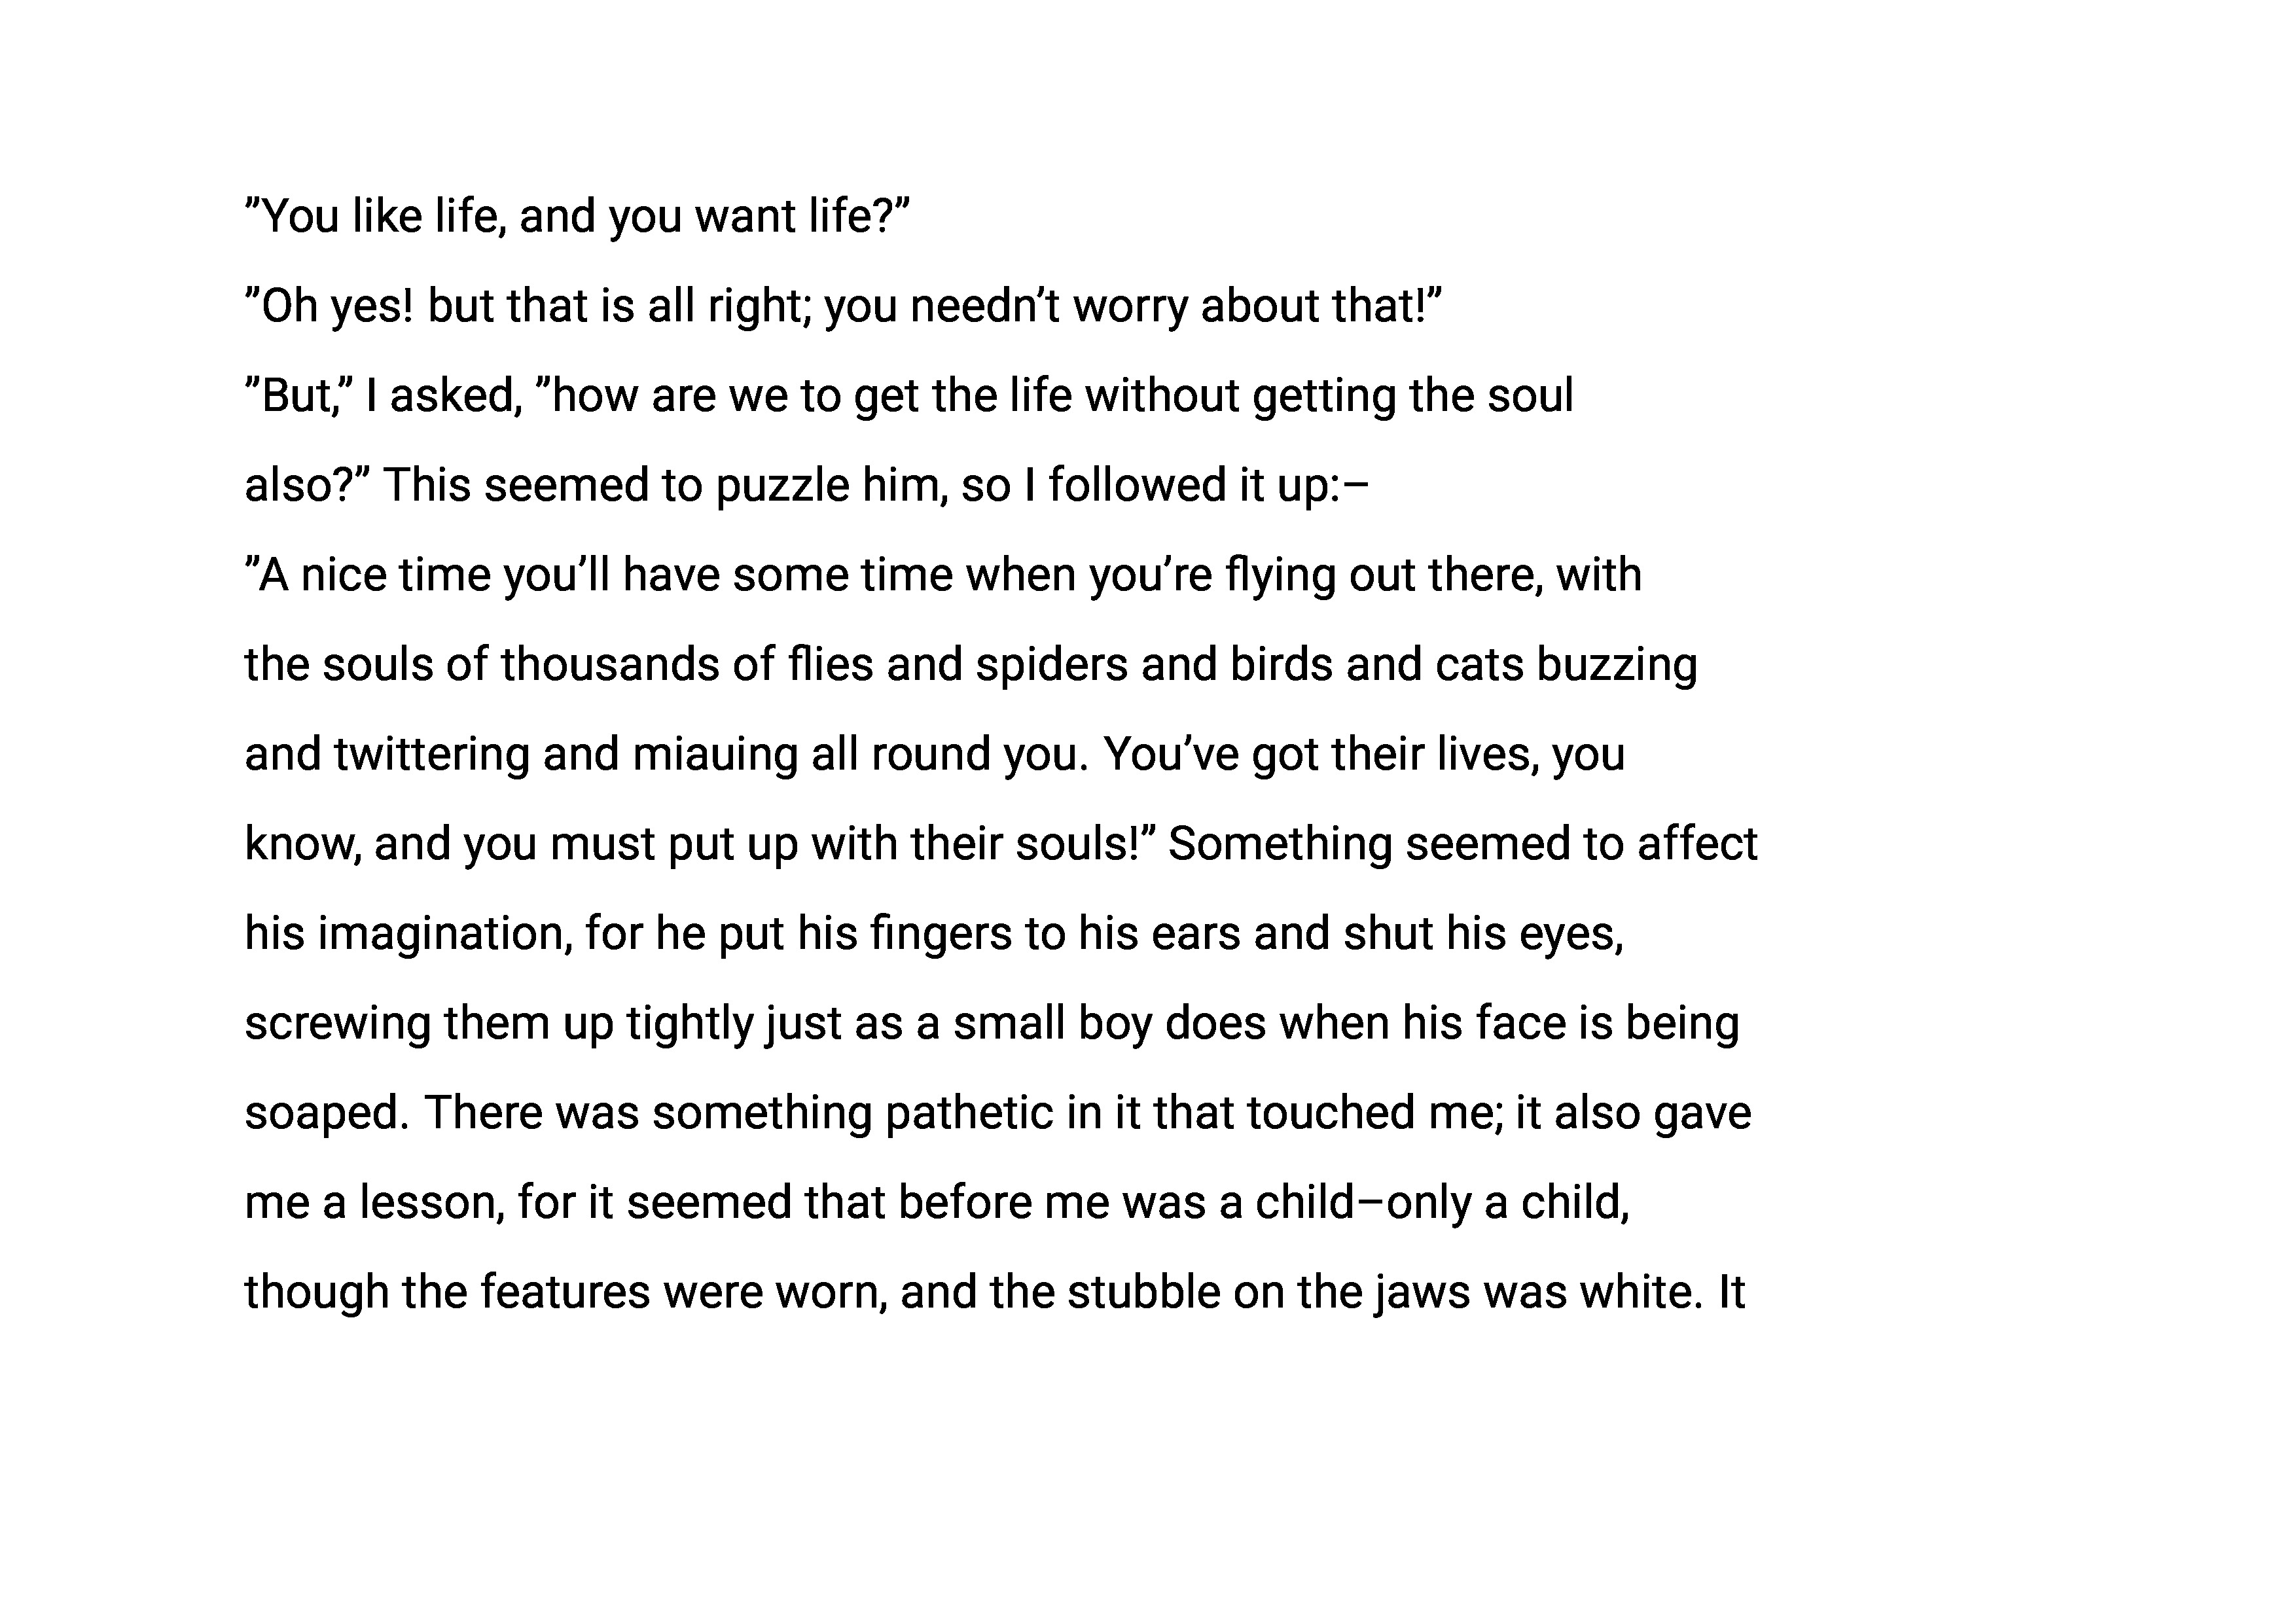 ”You like life, and you want life?”
”Oh yes! but that is all right; you needn’t worry about that!”
”But,” I asked, ”how are we to get the life without getting the soul
also?” This seemed to puzzle him, so I followed it up:–
”A nice time you’ll have some time when you’re flying out there, with
the souls of thousands of flies and spiders and birds and cats buzzing
and twittering and miauing all round you. You’ve got their lives, you
know, and you must put up with their souls!” Something seemed to affect
his imagination, for he put his fingers to his ears and shut his eyes,
screwing them up tightly just as a small boy does when his face is being
soaped. There was something pathetic in it that touched me; it also gave
me a lesson, for it seemed that before me was a child–only a child,
though the features were worn, and the stubble on the jaws was white. It